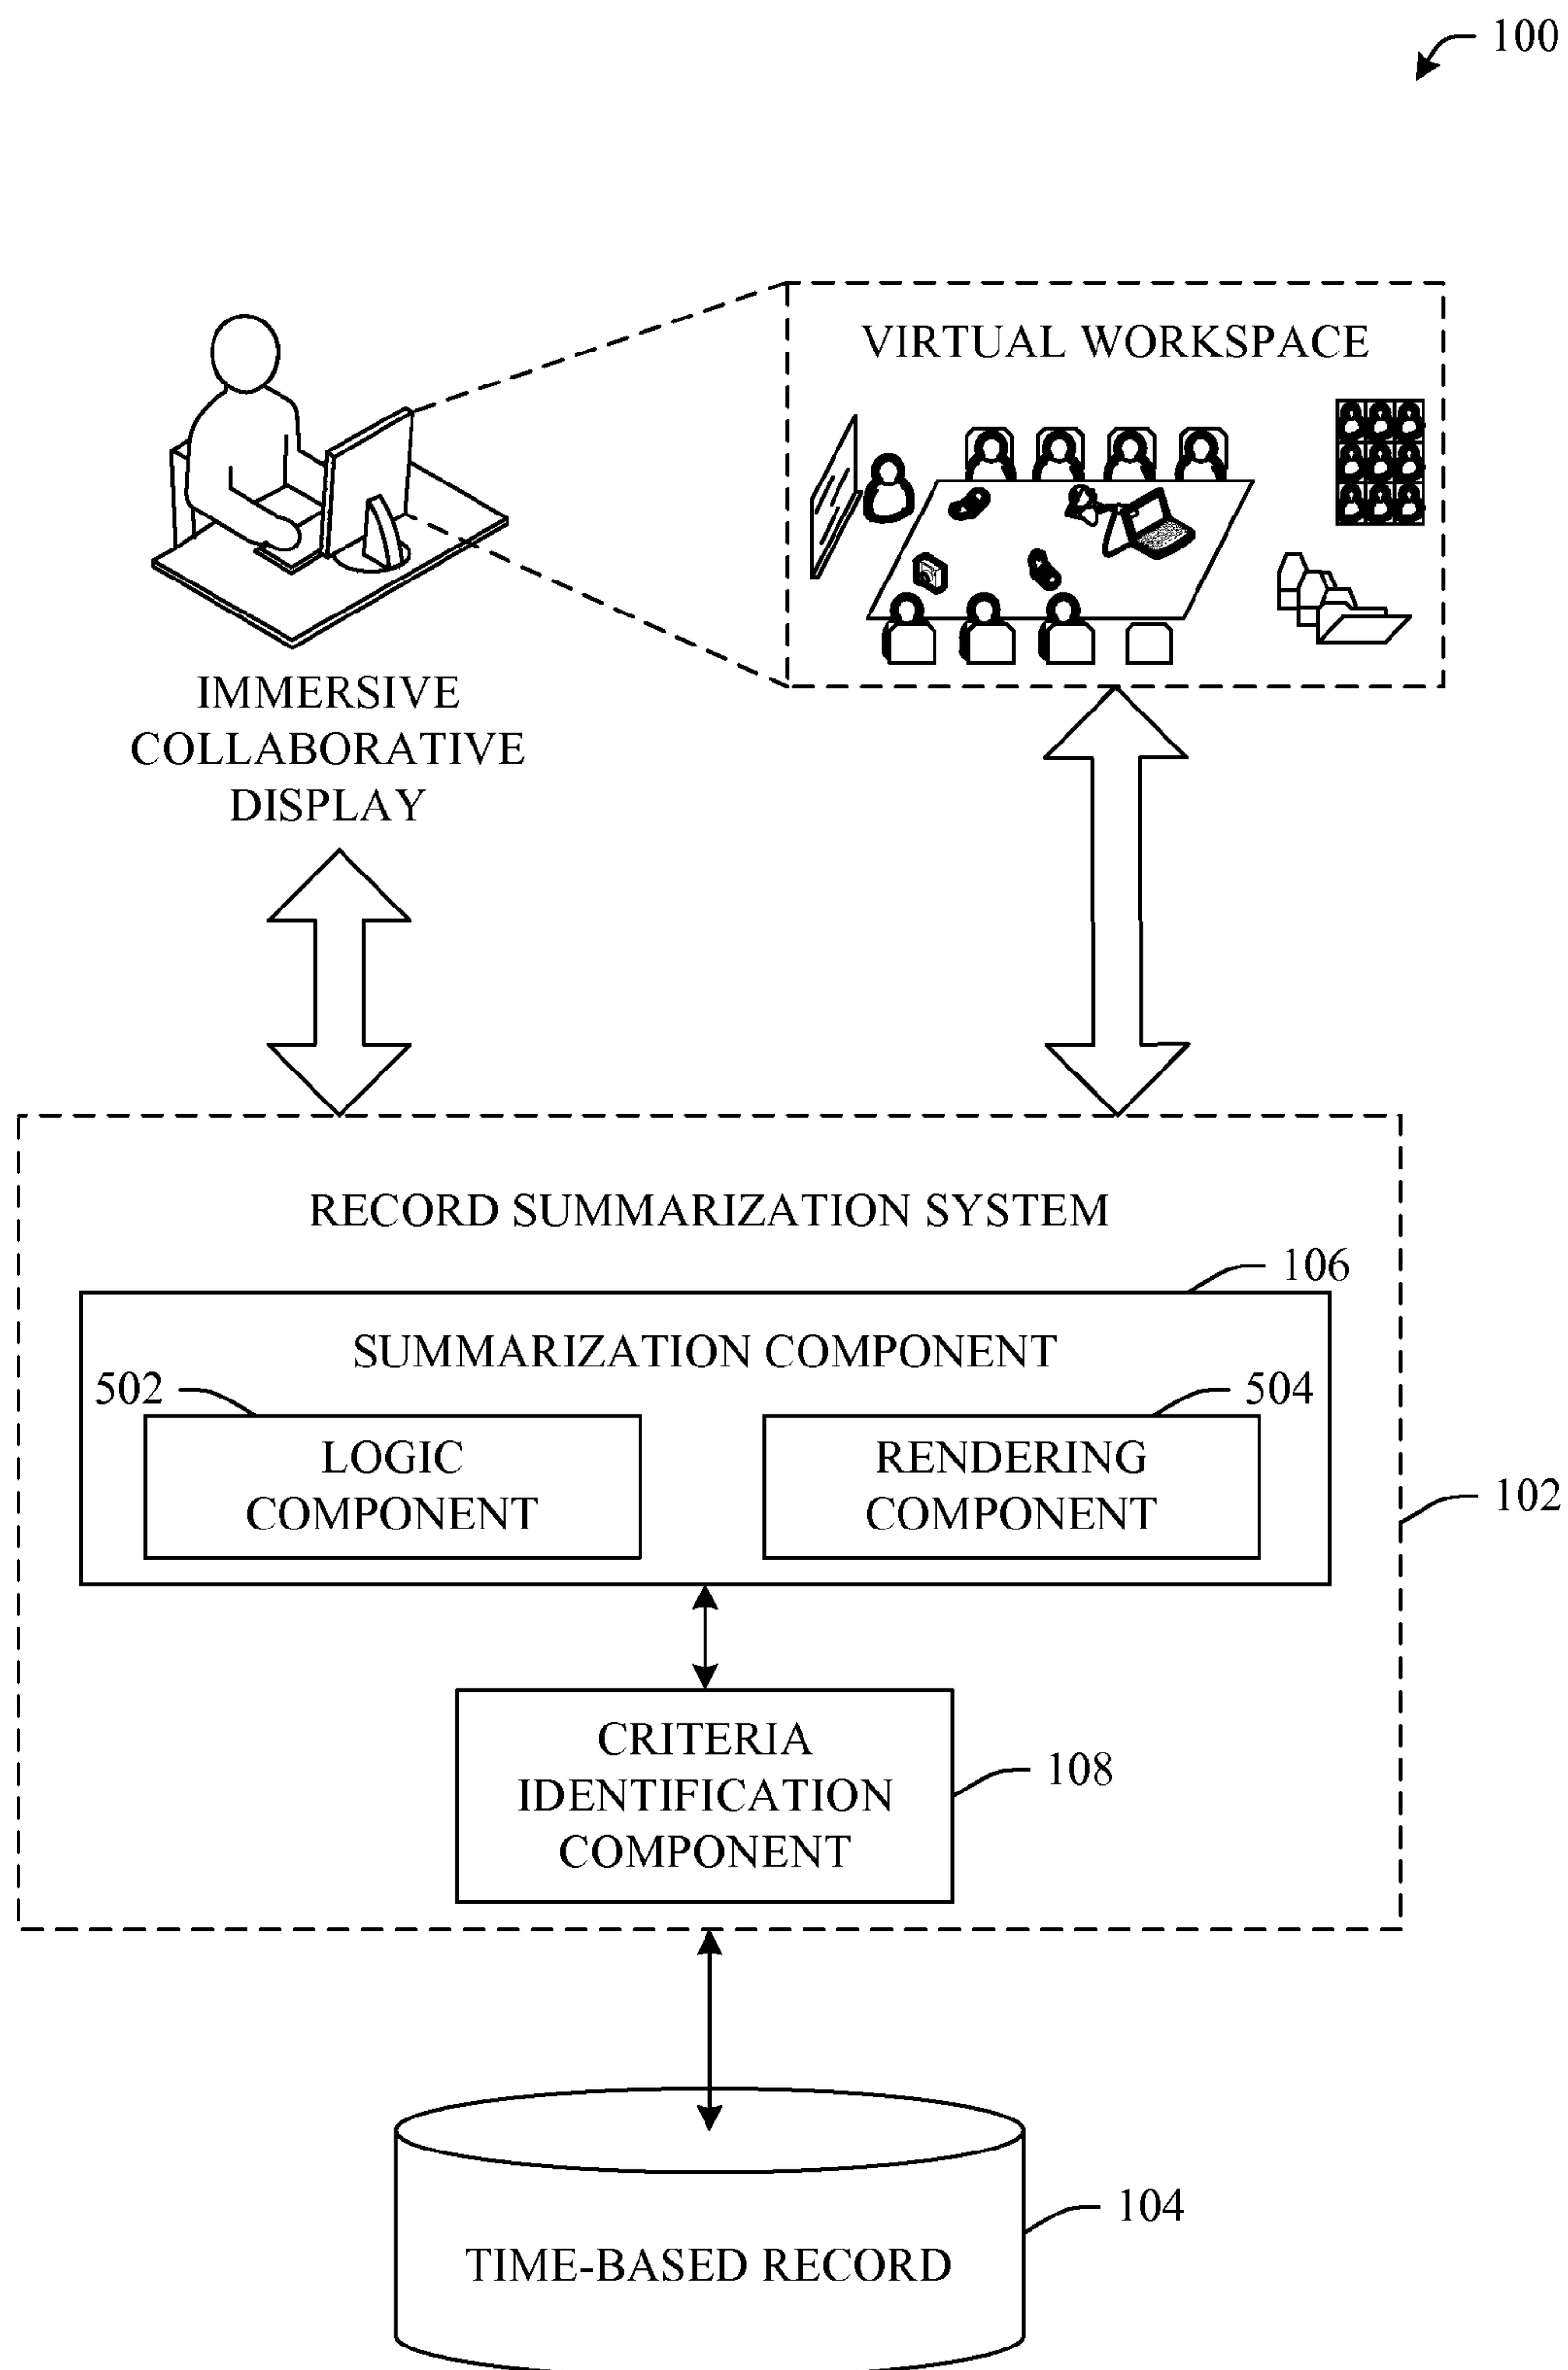 100
VIRTUAL WORKSPACE
IMMERSIVE
COLLABORATIVE
DISPLAY
RECORD SUMMARIZATION SYSTEM
106
SUMMARIZATION COMPONENT
502
504
LOGIC
COMPONENT
RENDERING
COMPONENT
102
CRITERIA
IDENTIFICATION
COMPONENT
108
104
TIME-BASED RECORD